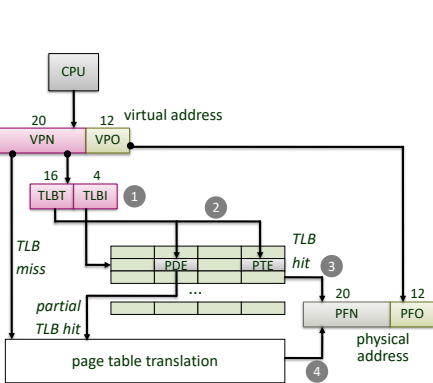 CPU
20 12 virtual address
VPN VPO
16 4
TLBT TLBI 1
2
TLB
miss
TLB
hit
PDE PTE
3
...
partial
TLB hit
20 12
PFN PFO
physical
address
page table translation
4